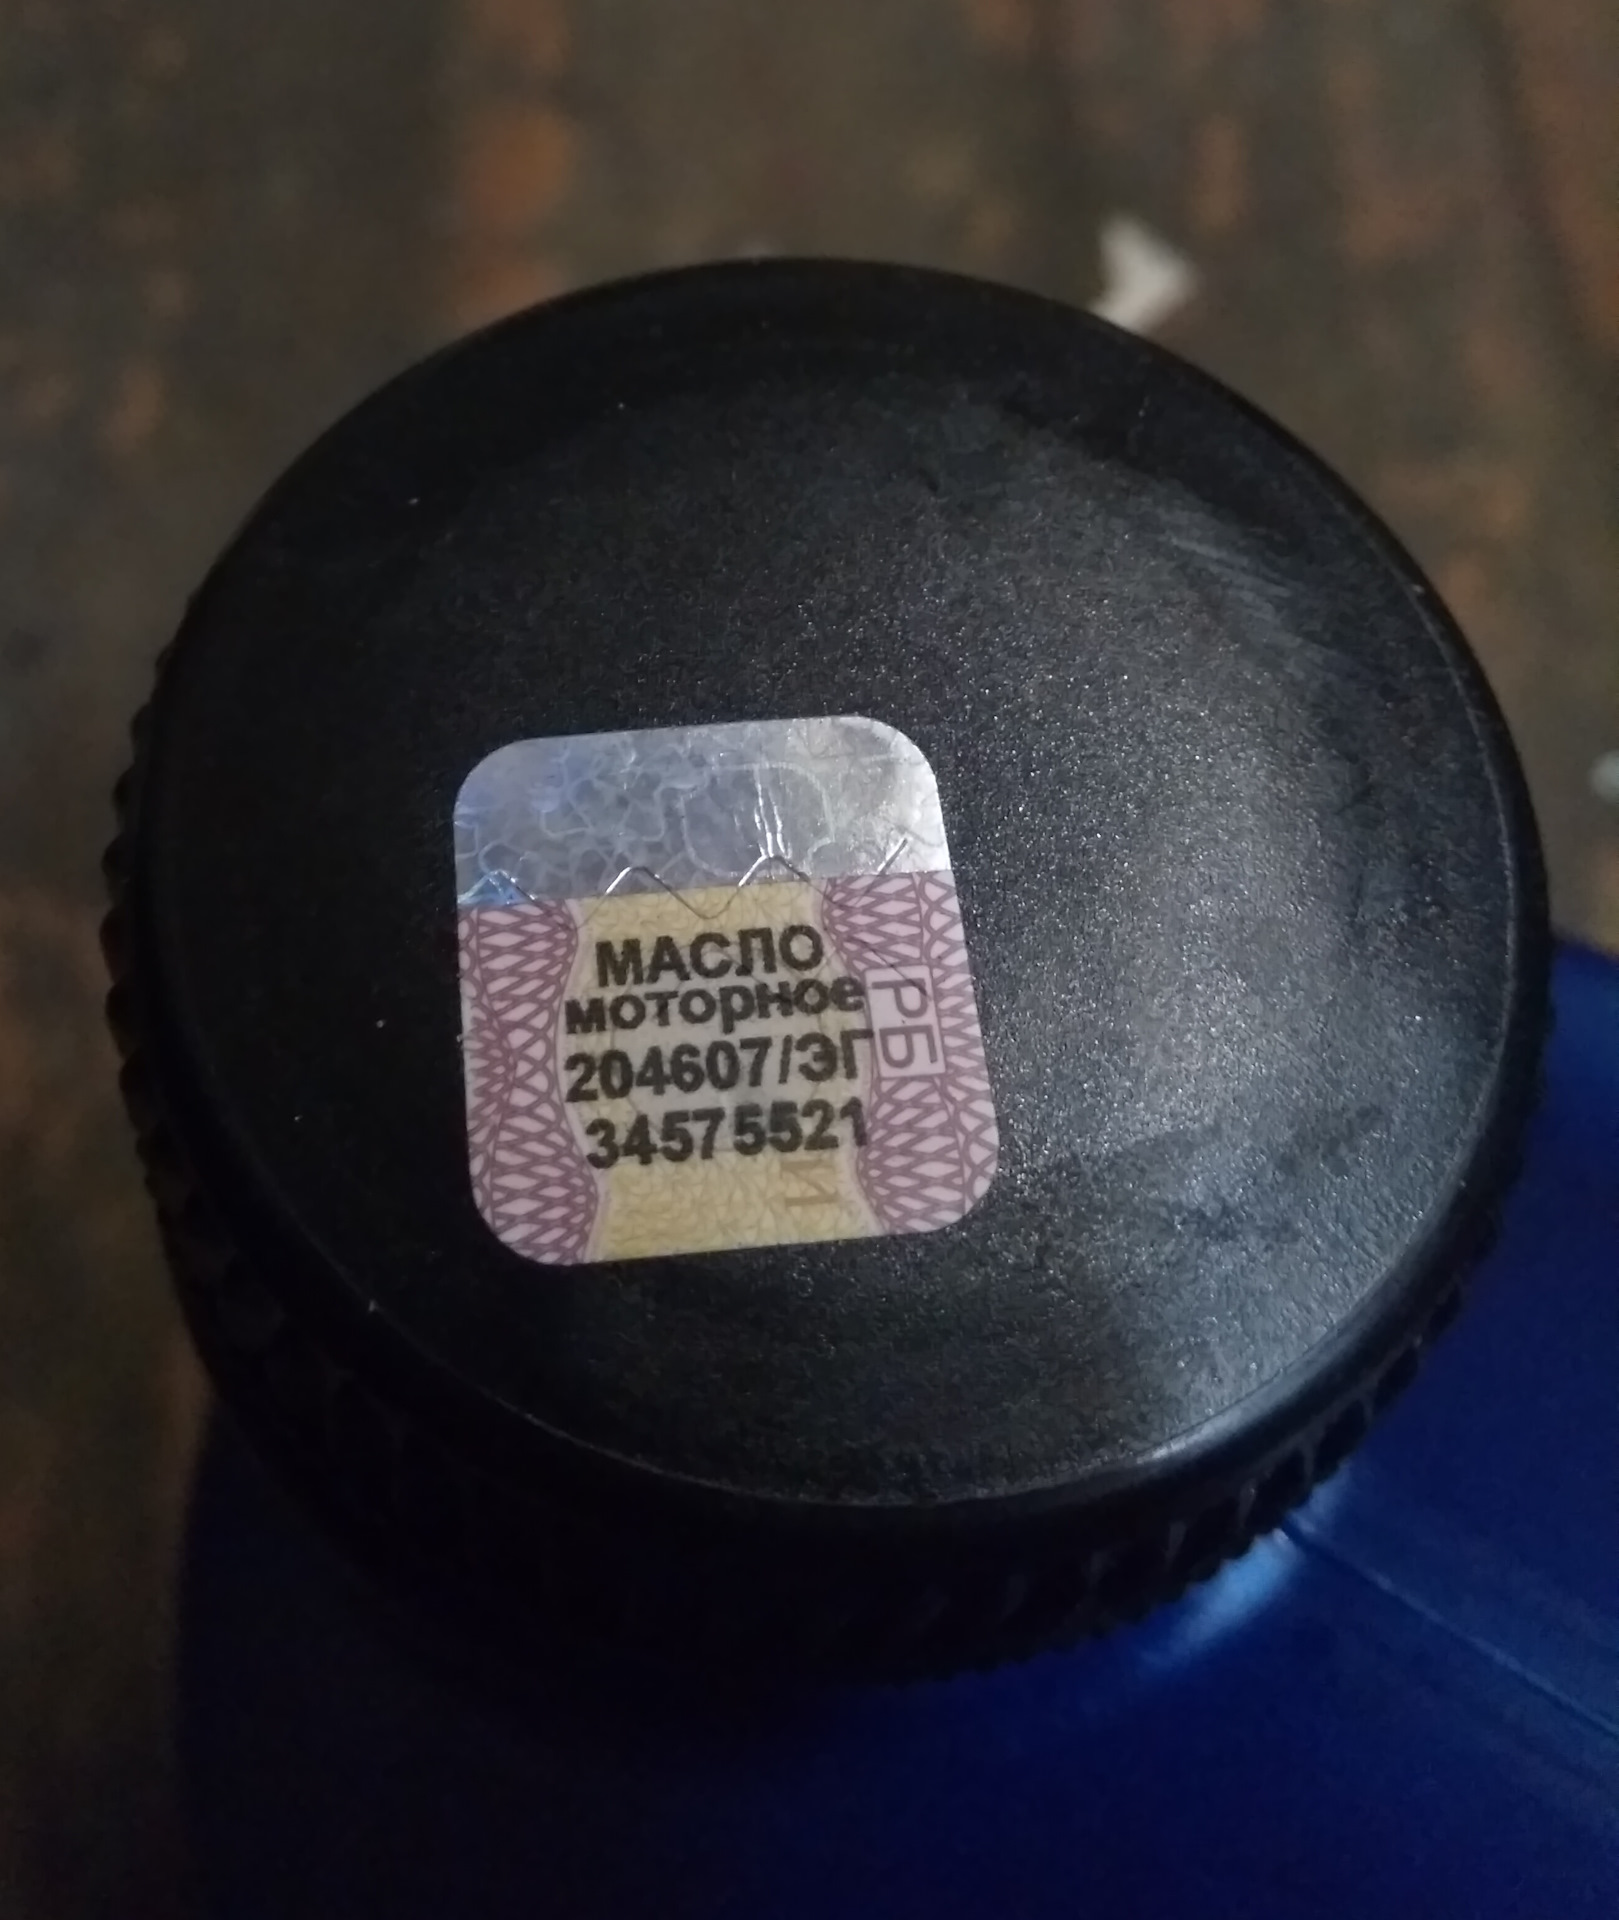 МАСЛО
моторное
204607/ЭГ
34575521
РБ
И